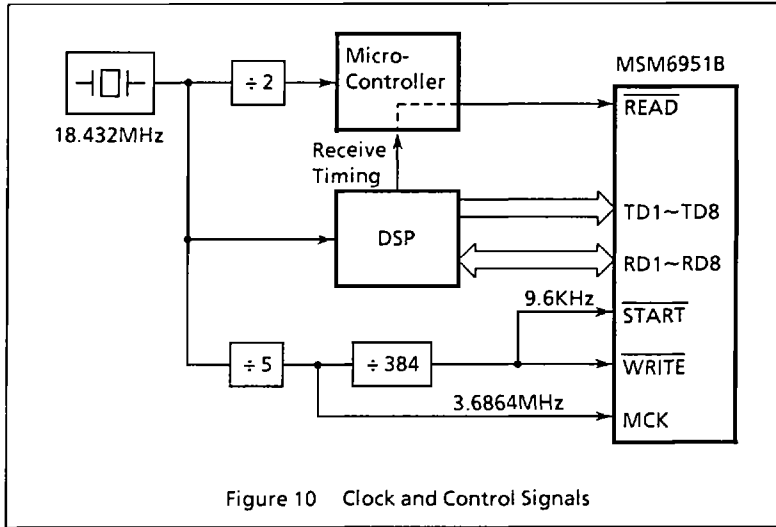 Micro-
Controller
MSM6951B
÷ 2
READ
18.432MHz
Receive
Timing
TD1~TD8
DSP
RD1~RD8
9.6KHz
START
÷ 5
÷ 384
WRITE
3.6864MHz
MCK
Figure 10 Clock and Control Signals